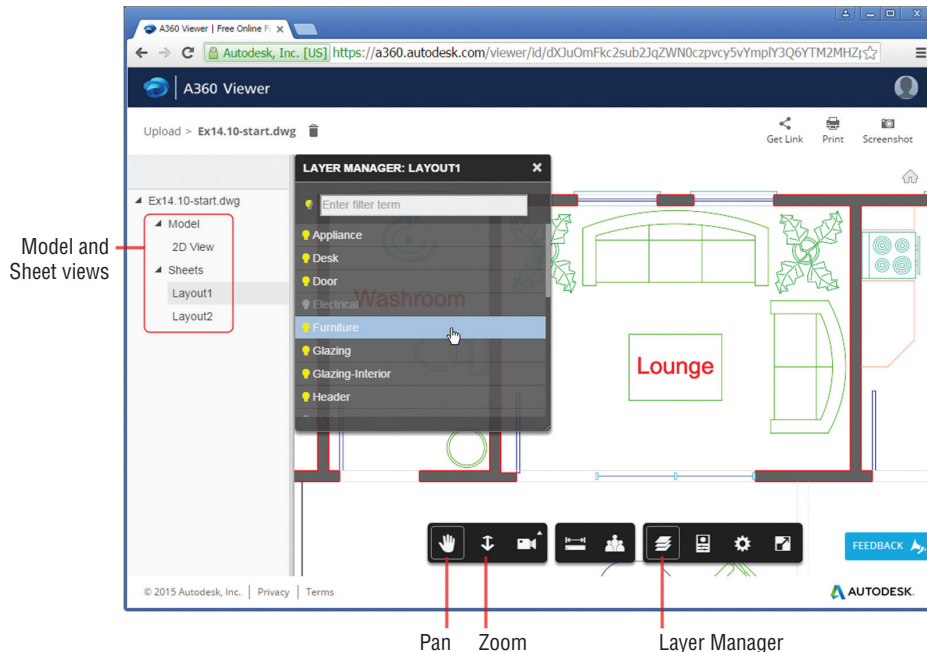 A360 Viewer | Free Online Fi
Autodesk, Inc. [US] https://a360.autodesk.com/viewer/id/
A360 Viewer
Upload > Ex14.10-start.dwg
Get Link Print Screenshot
LAYER MANAGER: LAYOUT1
Enter filter term
Appliance
Desk
Door
Electrical
Furniture
Glazing
Glazing-Interior
Header
Ex14.10-start.dwg
Model
2D View
Sheets
Layout1
Layout2
Model and
Sheet views
Washroom
Lounge
FEEDBACK
© 2015 Autodesk, Inc. | Privacy | Terms
AUTODESK.
Pan Zoom Layer Manager